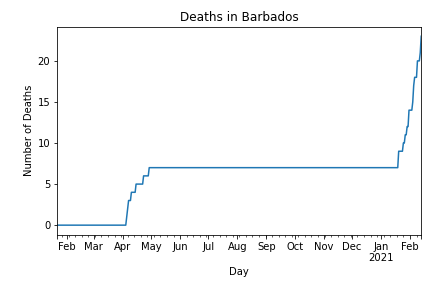 Deaths in Barbados
Number of Deaths
20
15
10
5
0
Feb Mar Apr May Jun Jul Aug Sep Oct Nov Dec Jan Feb
2021
Day